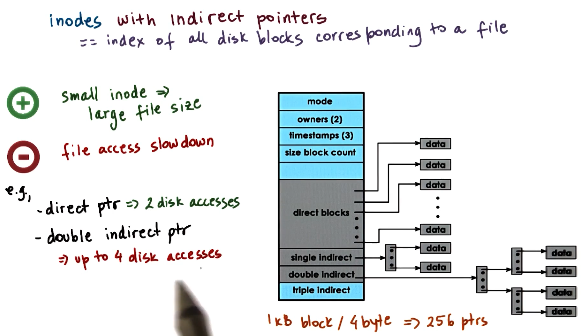 inodes with Indirect pointers
== index of all disk blocks corresponding to a file
+
small inode ⇒
large file size
-
file access slowdown
e.g.,
- direct ptr ⇒ 2 disk accesses
- double indirect ptr
⇒ up to 4 disk accesses
mode
owners (2)
timestamps (3)
size block count
direct blocks
single indirect
double indirect
triple indirect
data
data
data
data
data
data
data
data
data
data
1kB block / 4 byte ⇒ 256 ptrs